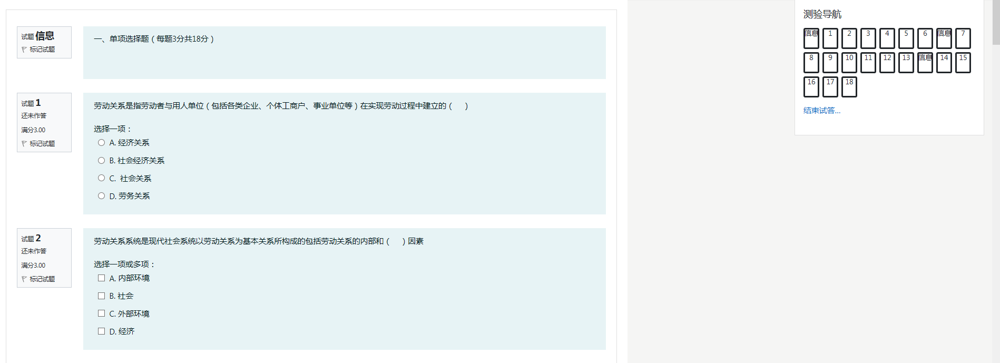 试题 信息
标记试题
一、单项选择题（每题3分共18分）
试题 1
还未作答
满分3.00
标记试题
劳动关系是指劳动者与用人单位（包括各类企业、个体工商户、事业单位等）在实现劳动过程中建立的（　）
选择一项：
A. 经济关系
B. 社会经济关系
C. 社会关系
D. 劳务关系
试题 2
还未作答
满分3.00
标记试题
劳动关系系统是现代社会系统以劳动关系为基本关系所构成的包括劳动关系的内部和（　）因素
选择一项或多项：
A. 内部环境
B. 社会
C. 外部环境
D. 经济
测验导航
信息 1 2 3 4 5 6 信息 7
8 9 10 11 12 13 信息 14 15
16 17 18
结束试答...